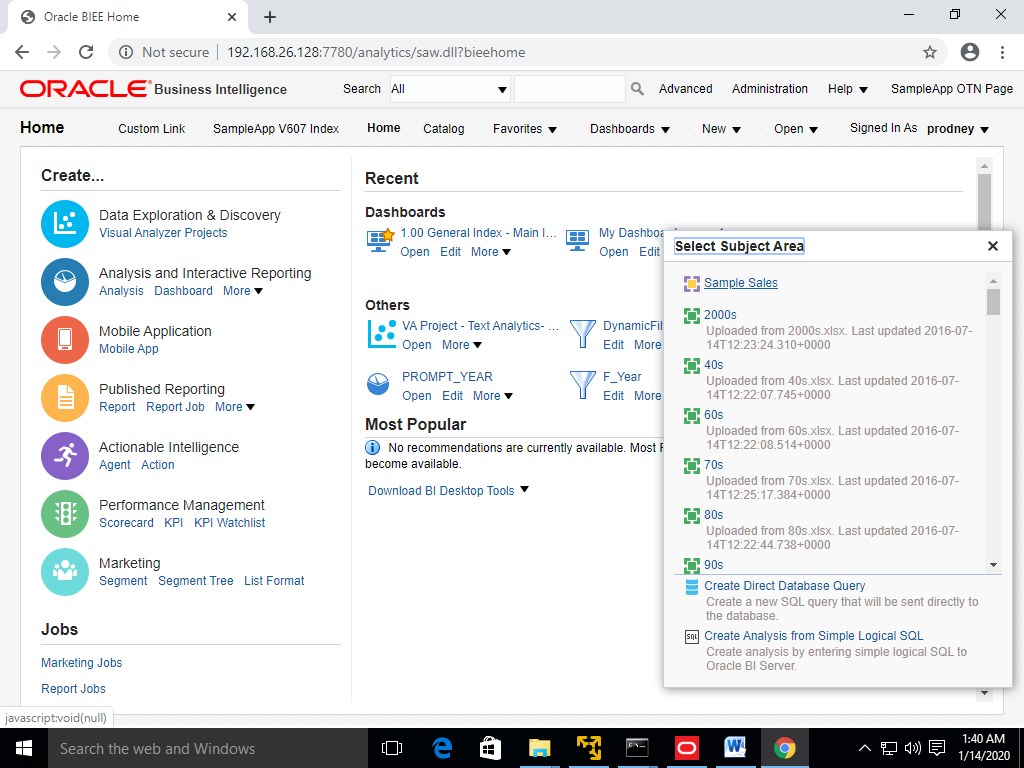 Oracle BIEE Home
Not secure 192.168.26.128:7780/analytics/saw.dll?bieehome
ORACLE Business Intelligence Search All Advanced Administration Help SampleApp OTN Page
Home Custom Link SampleApp V607 Index Home Catalog Favorites Dashboards New Open Signed In As prodney
Create...
Data Exploration & Discovery
Visual Analyzer Projects
Analysis and Interactive Reporting
Analysis Dashboard More
Mobile Application
Mobile App
Published Reporting
Report Report Job More
Actionable Intelligence
Agent Action
Performance Management
Scorecard KPI KPI Watchlist
Marketing
Segment Segment Tree List Format
Jobs
Marketing Jobs
Report Jobs
Recent
Dashboards
1.00 General Index - Main I...
Open Edit More
My Dashboa
Open Edit
Others
VA Project - Text Analytics- ...
Open More
DynamicFil
Edit More
PROMPT_YEAR
Open Edit More
F_Year
Edit More
Most Popular
No recommendations are currently available. Most
become available.
Download BI Desktop Tools
Select Subject Area
Sample Sales
2000s
Uploaded from 2000s.xlsx. Last updated 2016-07-
14T12:23:24.310+0000
40s
Uploaded from 40s.xlsx. Last updated 2016-07-
14T12:22:07.745+0000
60s
Uploaded from 60s.xlsx. Last updated 2016-07-
14T12:22:08.514+0000
70s
Uploaded from 70s.xlsx. Last updated 2016-07-
14T12:25:17.384+0000
80s
Uploaded from 80s.xlsx. Last updated 2016-07-
14T12:22:44.738+0000
90s
Create Direct Database Query
Create a new SQL query that will be sent directly to
the database.
SQL Create Analysis from Simple Logical SQL
Create analysis by entering simple logical SQL to
Oracle BI Server.
javascript:void(null)
Search the web and Windows
1:40 AM
1/14/2020